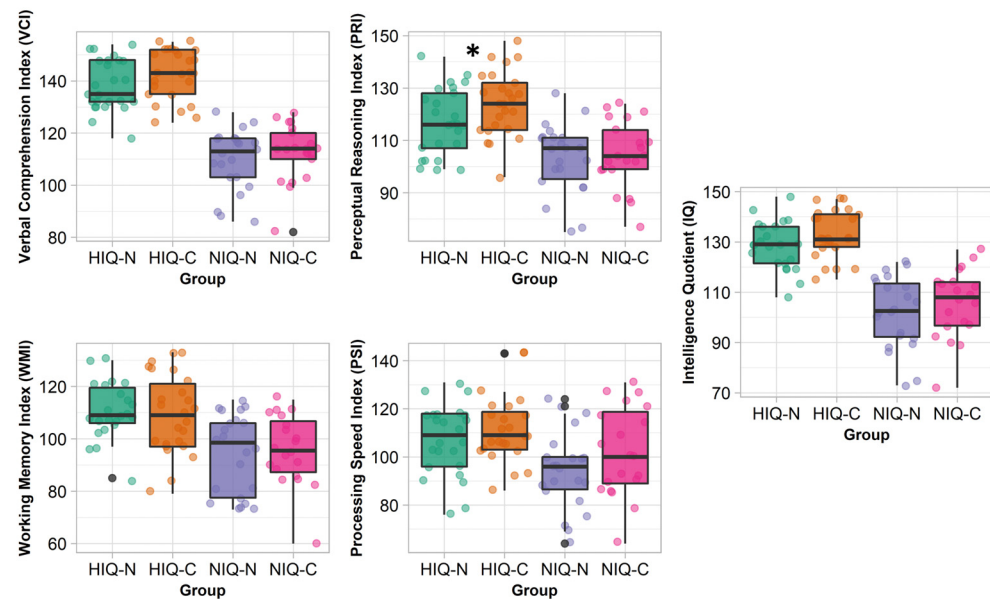 Verbal Comprehension Index (VCI)
140
120
100
80
HIQ-N HIQ-C NIQ-N NIQ-C
Group
Perceptual Reasoning Index (PRI)
150
130
110
90
*
HIQ-N HIQ-C NIQ-N NIQ-C
Group
Intelligence Quotient (IQ)
150
130
110
90
70
HIQ-N HIQ-C NIQ-N NIQ-C
Group
Working Memory Index (WMI)
120
100
80
60
HIQ-N HIQ-C NIQ-N NIQ-C
Group
Processing Speed Index (PSI)
140
120
100
80
HIQ-N HIQ-C NIQ-N NIQ-C
Group